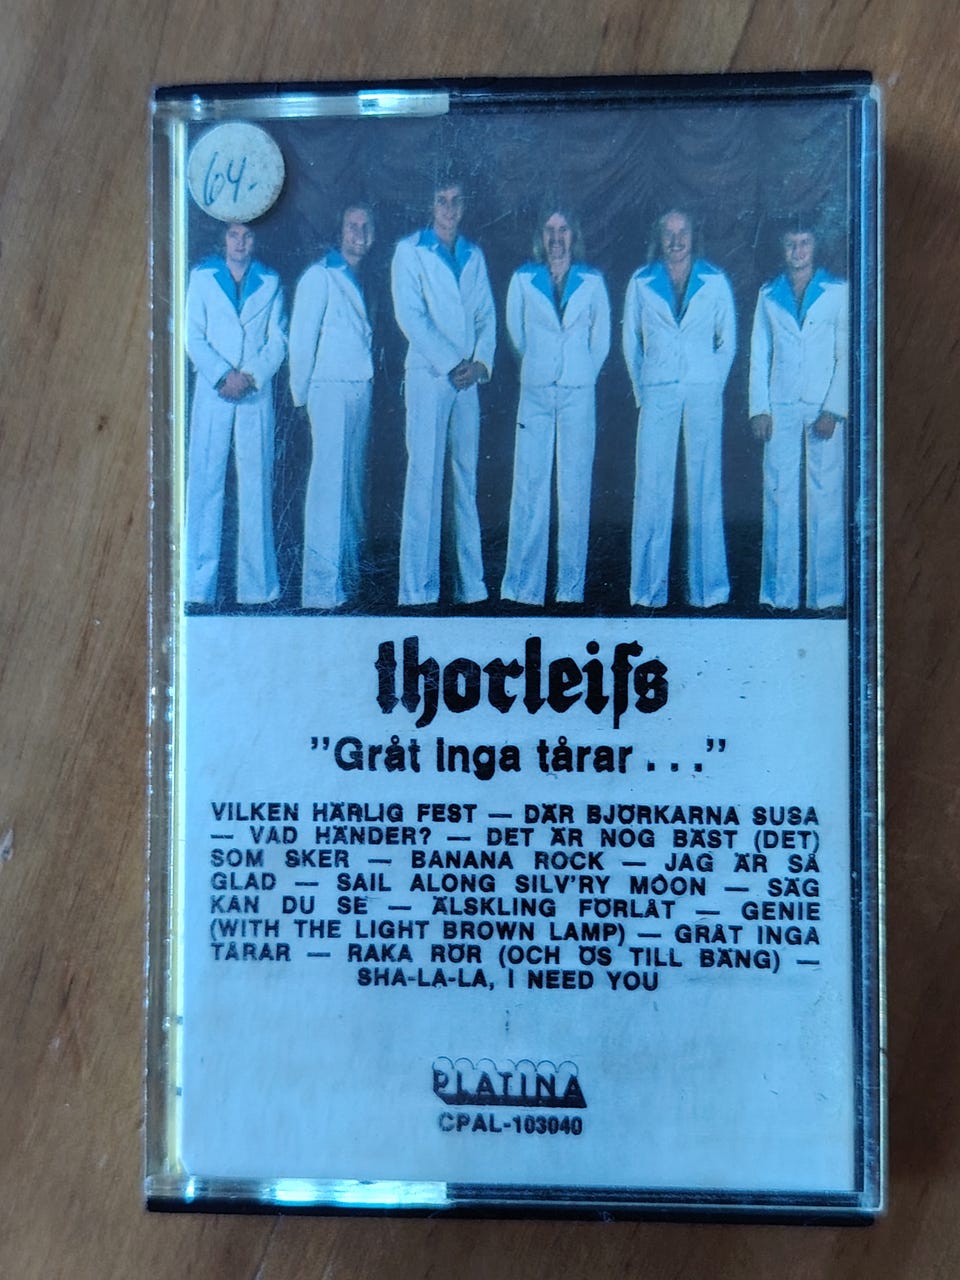 64.
thorleifs
”Gråt inga tårar . . .”
VILKEN HÄRLIG FEST — DÄR BJÖRKARNA SUSA
— VAD HÄNDER? — DET ÄR NOG BÄST (DET)
SOM SKER — BANANA ROCK — JAG ÄR SÅ
GLAD — SAIL ALONG SILV'RY MOON — SÄG
KAN DU SE — ÄLSKLING FÖRLÅT — GENIE
(WITH THE LIGHT BROWN LAMP) — GRÅT INGA
TÅRAR — RAKA RÖR (OCH ÖS TILL BÄNG) —
SHA-LA-LA, I NEED YOU
PLATINA
CPAL-103040